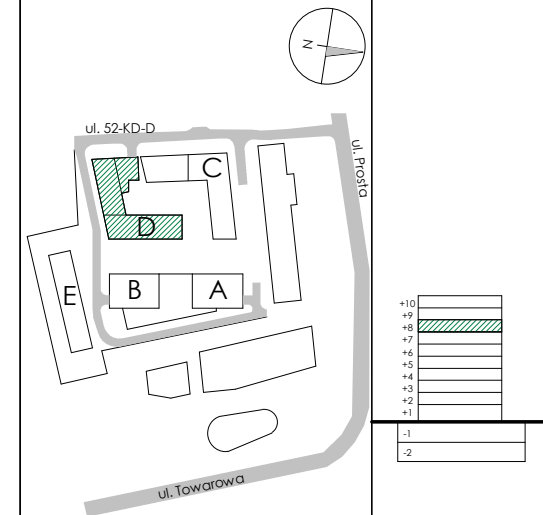 N
ul. 52-KD-D
ul. Prosta
C
D
E
B
A
ul. Towarowa
+10
+9
+8
+7
+6
+5
+4
+3
+2
+1
-1
-2